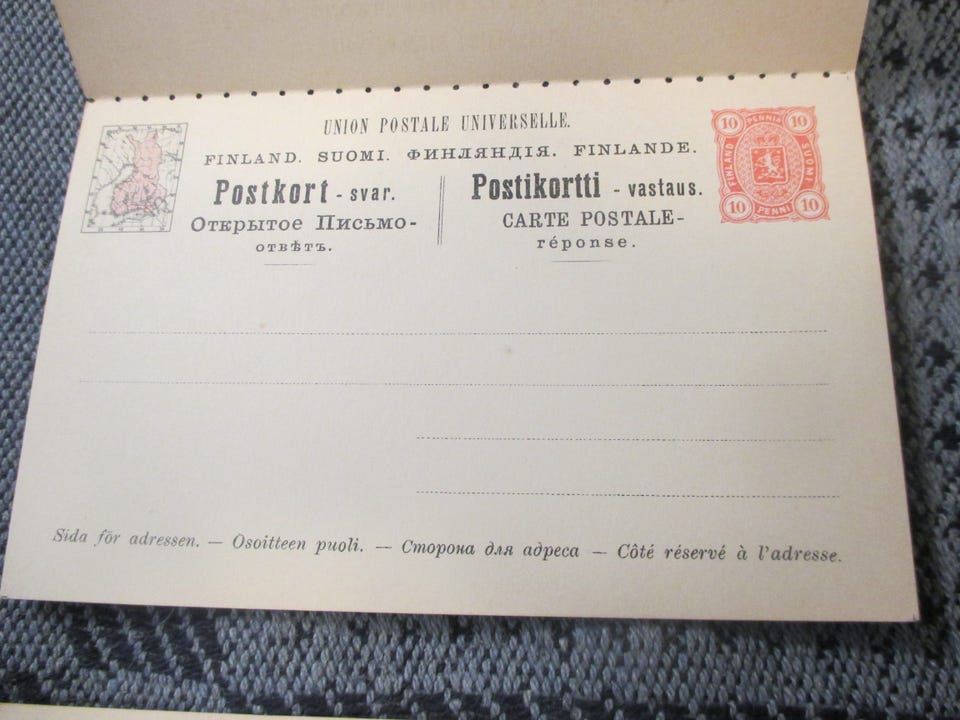 UNION POSTALE UNIVERSELLE.
FINLAND. SUOMI. ФИНЛЯНДІЯ. FINLANDE.
Postkort - svar.
Открытое Письмо-
отвѣтъ.
Postikortti - vastaus.
CARTE POSTALE-
réponse.
10 PENNIÄ 10
FINLAND SUOMI
10 PENNI 10
Sida för adressen. — Osoitteen puoli. — Сторона для адреса — Côté réservé à l'adresse.